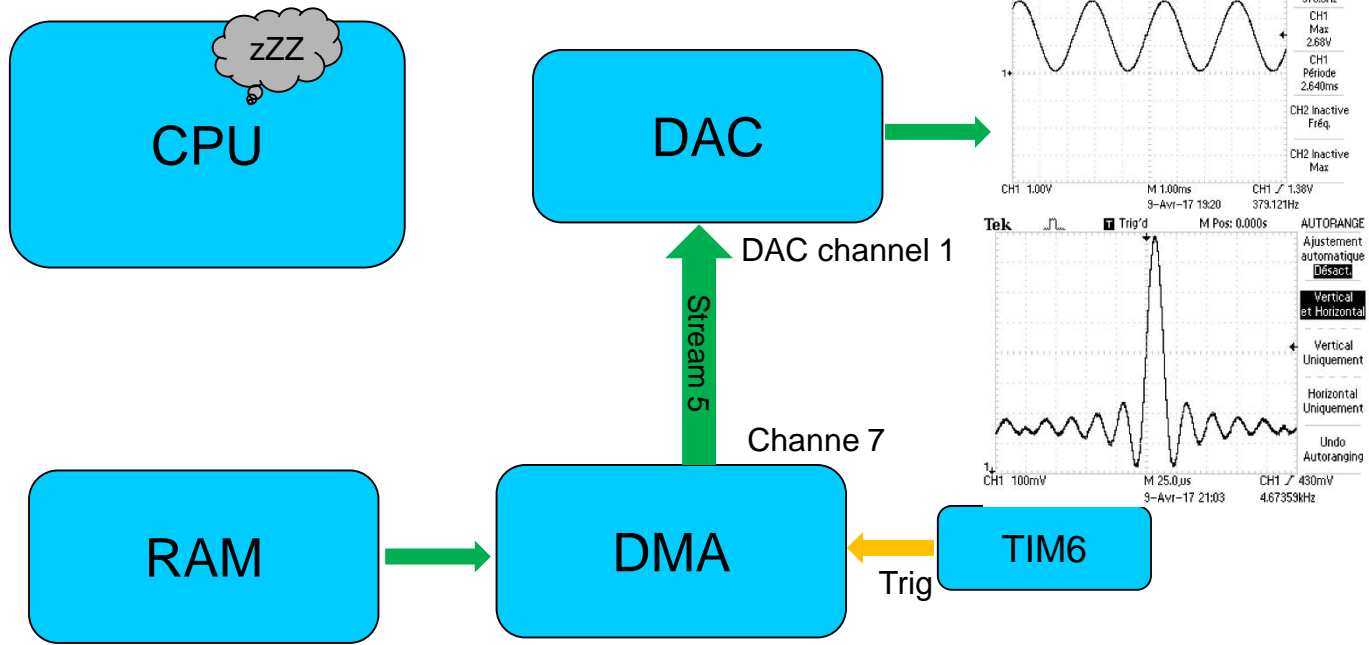 zZZ
CPU
DAC
CH1
Max
2.68V
CH1
Période
2.640ms
CH2 Inactive
Fréq.
CH2 Inactive
Max
1
CH1 1.00V M 1.00ms CH1 1.38V
9-Avr-17 19:20 379.121Hz
DAC channel 1
Stream 5
Channe 7
Tek T Trig'd M Pos: 0.000s AUTORANGE
Ajustement
automatique
Désact.
Vertical
et Horizontal
Vertical
Uniquement
Horizontal
Uniquement
Undo
Autoranging
1
CH1 100mV M 25.0µs CH1 430mV
9-Avr-17 21:03 4.67359kHz
RAM
DMA
Trig
TIM6